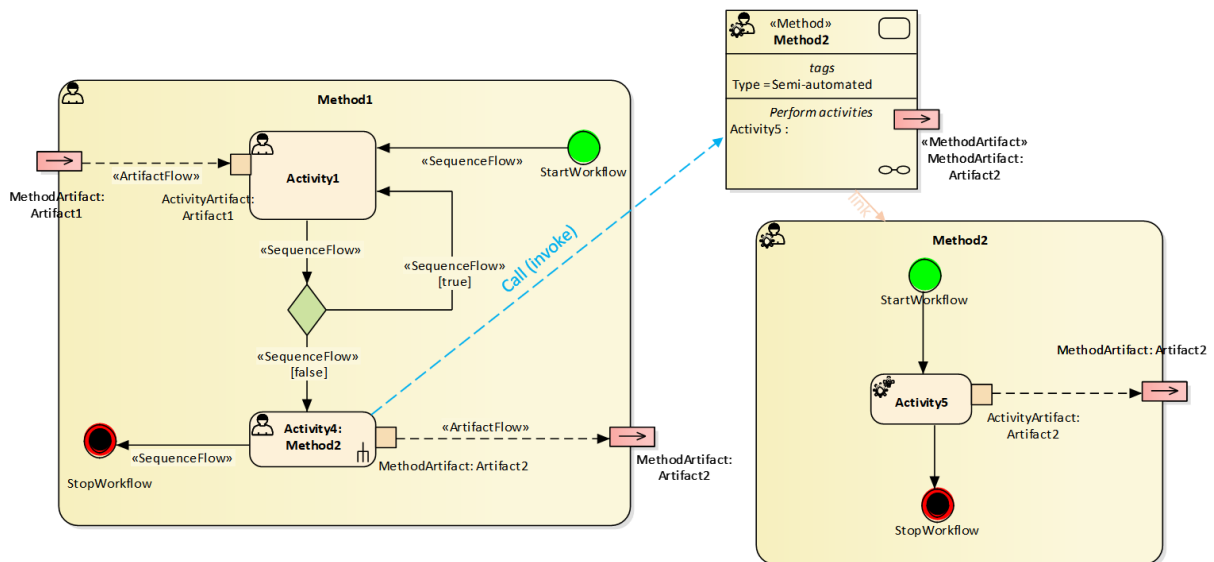 Method1
MethodArtifact:
Artifact1
«ArtifactFlow»
ActivityArtifact:
Artifact1
Activity1
«SequenceFlow»
StartWorkflow
«SequenceFlow»
«SequenceFlow»
[true]
«SequenceFlow»
[false]
Activity4:
Method2
«SequenceFlow»
StopWorkflow
«ArtifactFlow»
MethodArtifact: Artifact2
MethodArtifact:
Artifact2
Call (invoke)
«Method»
Method2
tags
Type =Semi-automated
Perform activities
Activity5 :
«MethodArtifact»
MethodArtifact:
Artifact2
link
Method2
StartWorkflow
MethodArtifact: Artifact2
Activity5
ActivityArtifact:
Artifact2
StopWorkflow